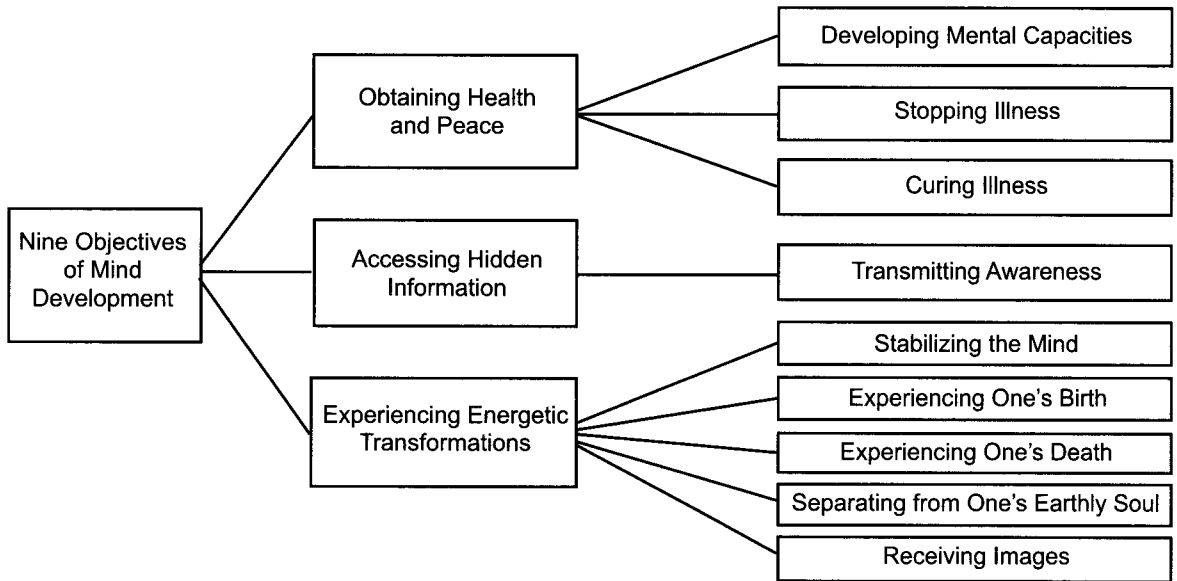 Nine Objectives
of Mind
Development
Obtaining Health
and Peace
Accessing Hidden
Information
Experiencing Energetic
Transformations
Developing Mental Capacities
Stopping Illness
Curing Illness
Transmitting Awareness
Stabilizing the Mind
Experiencing One's Birth
Experiencing One's Death
Separating from One's Earthly Soul
Receiving Images